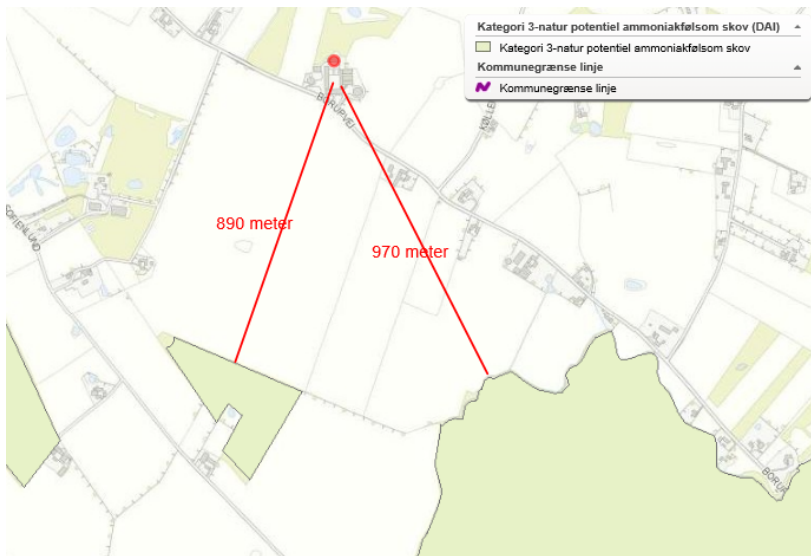 Kategori 3-natur potentiel ammoniakfølsom skov (DAI)
Kategori 3-natur potentiel ammoniakfølsom skov
Kommunegrænse linje
Kommunegrænse linje
BORUPVEJ
890 meter
970 meter